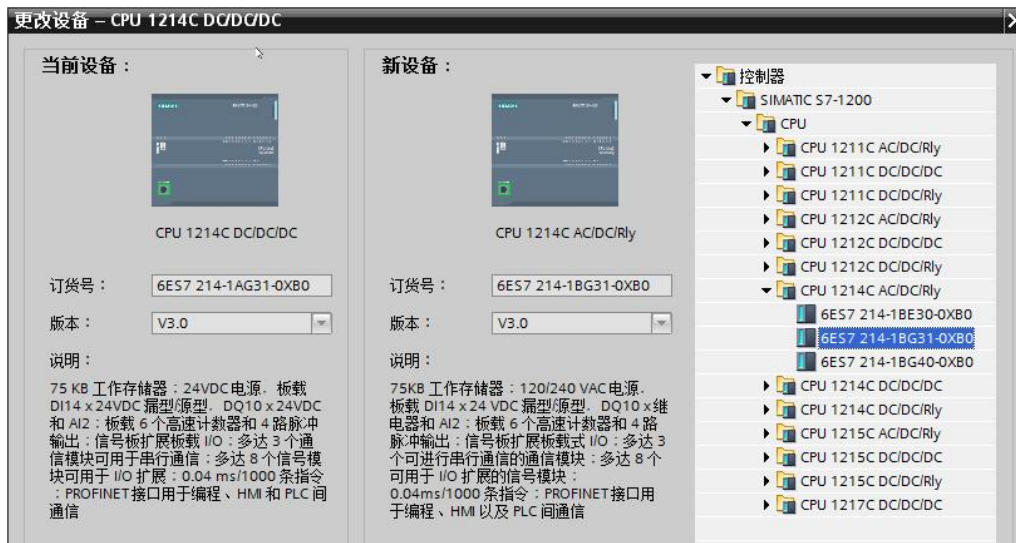 更改设备 – CPU 1214C DC/DC/DC
当前设备：
CPU 1214C DC/DC/DC
订货号：
6ES7 214-1AG31-0XB0
版本：
V3.0
说明：
75 KB 工作存储器：24VDC 电源．板载
DI14 x 24VDC 漏型/源型．DQ10 x 24VDC
和 AI2：板载 6 个高速计数器和 4 路脉冲
输出：信号板扩展板载 I/O：多达 3 个通
信模块可用于串行通信：多达 8 个信号模
块可用于 I/O 扩展：0.04 ms/1000 条指令
：PROFINET 接口用于编程、HMI 和 PLC 间
通信
新设备：
CPU 1214C AC/DC/Rly
订货号：
6ES7 214-1BG31-0XB0
版本：
V3.0
说明：
75KB 工作存储器：120/240 VAC 电源．
板载 DI14 x 24 VDC 漏型/源型．DQ10 x 继
电器和 AI2：板载 6 个高速计数器和 4 路
脉冲输出：信号板扩展板载式 I/O：多达 3
个可进行串行通信的通信模块：多达 8 个
可用于 I/O 扩展的信号模块：
0.04ms/1000 条指令：PROFINET 接口用
于编程、HMI 以及 PLC 间通信
控制器
SIMATIC S7-1200
CPU
CPU 1211C AC/DC/Rly
CPU 1211C DC/DC/DC
CPU 1211C DC/DC/Rly
CPU 1212C AC/DC/Rly
CPU 1212C DC/DC/DC
CPU 1212C DC/DC/Rly
CPU 1214C AC/DC/Rly
6ES7 214-1BE30-0XB0
6ES7 214-1BG31-0XB0
6ES7 214-1BG40-0XB0
CPU 1214C DC/DC/DC
CPU 1214C DC/DC/Rly
CPU 1215C AC/DC/Rly
CPU 1215C DC/DC/DC
CPU 1215C DC/DC/Rly
CPU 1217C DC/DC/DC